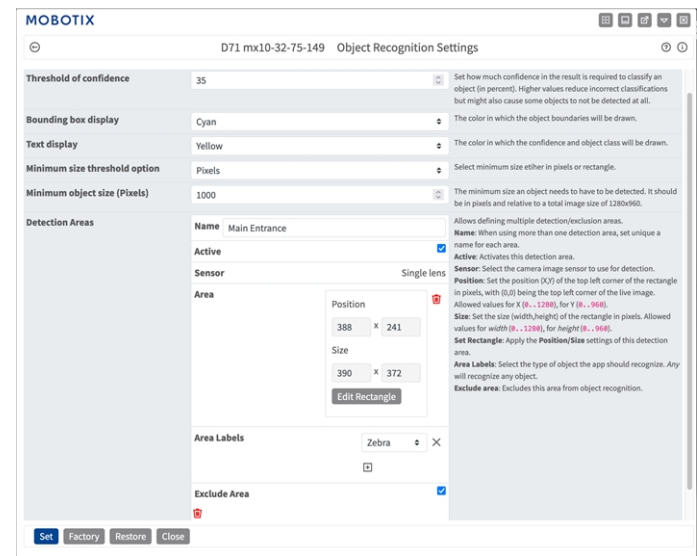 MOBOTIX
D71 mx10-32-75-149 Object Recognition Settings
Threshold of confidence
35
Set how much confidence in the result is required to classify an
object (in percent). Higher values reduce incorrect classifications
but might also cause some objects to not be detected at all.
Bounding box display
Cyan
The color in which the object boundaries will be drawn.
Text display
Yellow
The color in which the confidence and object class will be drawn.
Minimum size threshold option
Pixels
Select minimum size etiher in pixels or rectangle.
Minimum object size (Pixels)
1000
The minimum size an object needs to have to be detected. It should
be in pixels and relative to a total image size of 1280x960.
Detection Areas
Name Main Entrance
Active
Sensor Single lens
Area
Position
388 x 241
Size
390 x 372
Edit Rectangle
Area Labels
Zebra
Exclude Area
Allows defining multiple detection/exclusion areas.
Name: When using more than one detection area, set unique a
name for each area.
Active: Activates this detection area.
Sensor: Select the camera image sensor to use for detection.
Position: Set the position (X,Y) of the top left corner of the rectangle
in pixels, with (0,0) being the top left corner of the live image.
Allowed values for X (0..1280), for Y (0..960).
Size: Set the size (width,height) of the rectangle in pixels. Allowed
values for width (0..1280), for height (0..960).
Set Rectangle: Apply the Position/Size settings of this detection
area.
Area Labels: Select the type of object the app should recognize. Any
will recognize any object.
Exclude area: Excludes this area from object recognition.
Set Factory Restore Close